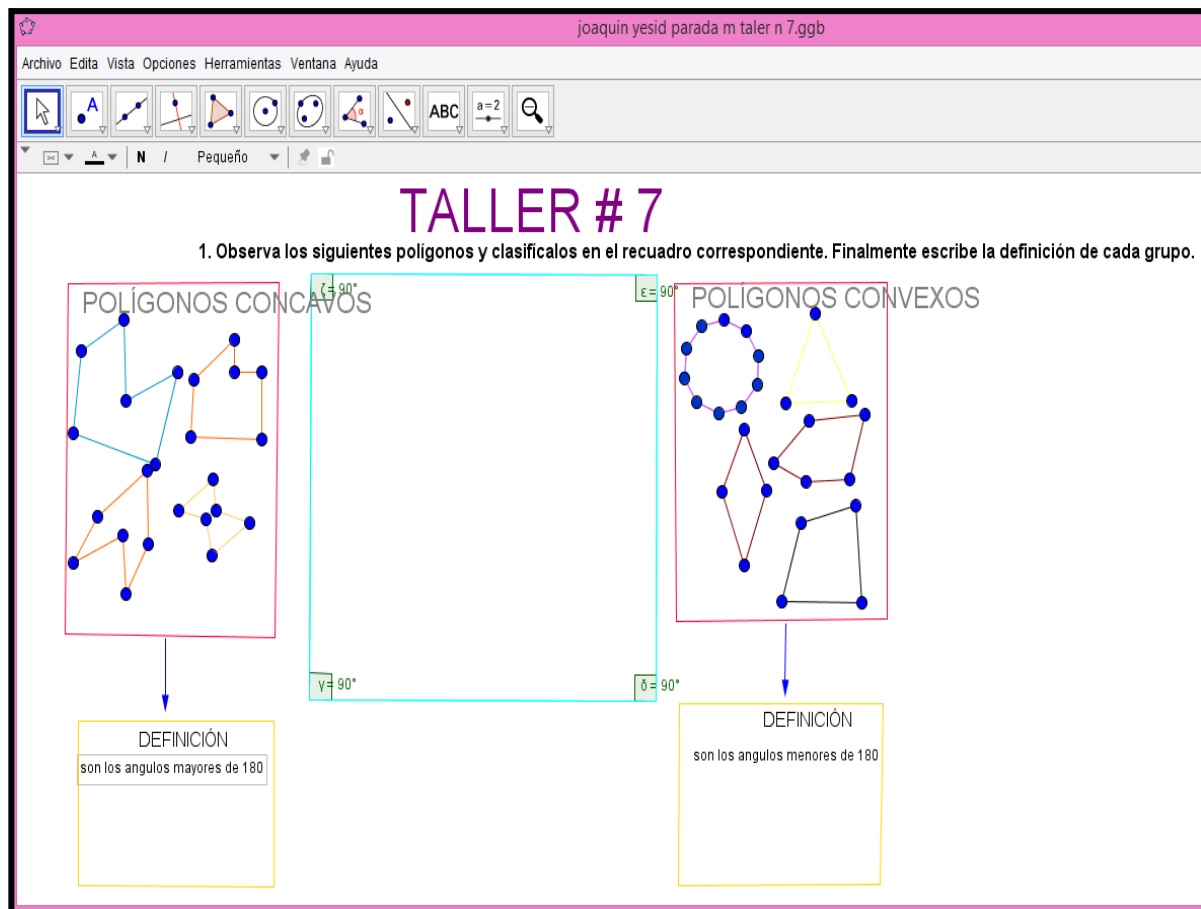 joaquin yesid parada m taler n 7.ggb
Archivo Edita Vista Opciones Herramientas Ventana Ayuda
A ABC a=2
A N I Pequeño
TALLER # 7
1. Observa los siguientes polígonos y clasifícalos en el recuadro correspondiente. Finalmente escribe la definición de cada grupo.
POLÍGONOS CONCAVOS
ζ = 90°
ε = 90°
POLÍGONOS CONVEXOS
γ = 90°
δ = 90°
DEFINICIÓN
son los angulos mayores de 180
DEFINICIÓN
son los angulos menores de 180